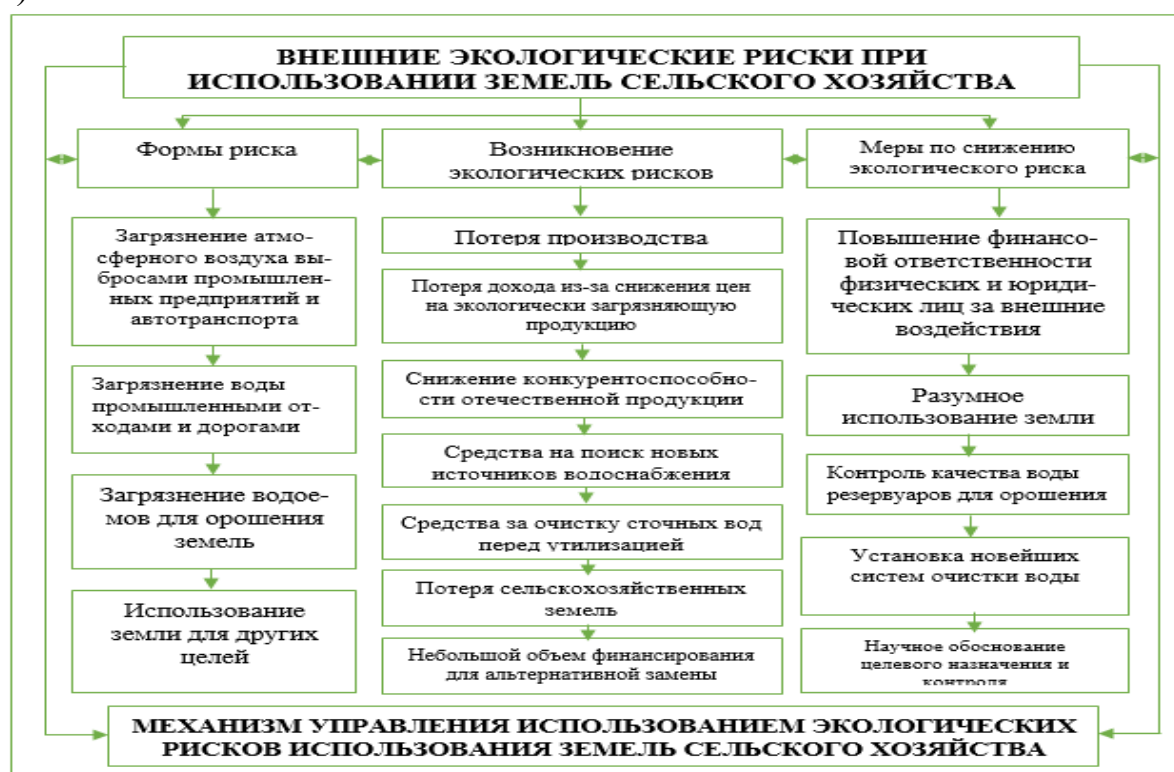 )
ВНЕШНИЕ ЭКОЛОГИЧЕСКИЕ РИСКИ ПРИ
ИСПОЛЬЗОВАНИИ ЗЕМЕЛЬ СЕЛЬСКОГО ХОЗЯЙСТВА
Формы риска
Возникновение
экологических рисков
Меры по снижению
экологического риска
Загрязнение атмо-
сферного воздуха вы-
бросами промышлен-
ных предприятий и
автотранспорта
Загрязнение воды
промышленными от-
ходами и дорогами
Загрязнение водое-
мов для орошения
земель
Использование
земли для других
целей
Потеря производства
Потеря дохода из-за снижения цен
на экологически загрязняющую
продукцию
Снижение конкурентоспособно-
сти отечественной продукции
Средства на поиск новых
источников водоснабжения
Средства за очистку сточных вод
перед утилизацией
Потеря сельскохозяйственных
земель
Небольшой объем финансирования
для альтернативной замены
Повышение финансо-
вой ответственности
физических и юриди-
ческих лиц за внешние
воздействия
Разумное
использование земли
Контроль качества воды
резервуаров для орошения
Установка новейших
систем очистки воды
Научное обоснование
целевого назначения и
контроля
МЕХАНИЗМ УПРАВЛЕНИЯ ИСПОЛЬЗОВАНИЕМ ЭКОЛОГИЧЕСКИХ
РИСКОВ ИСПОЛЬЗОВАНИЯ ЗЕМЕЛЬ СЕЛЬСКОГО ХОЗЯЙСТВА